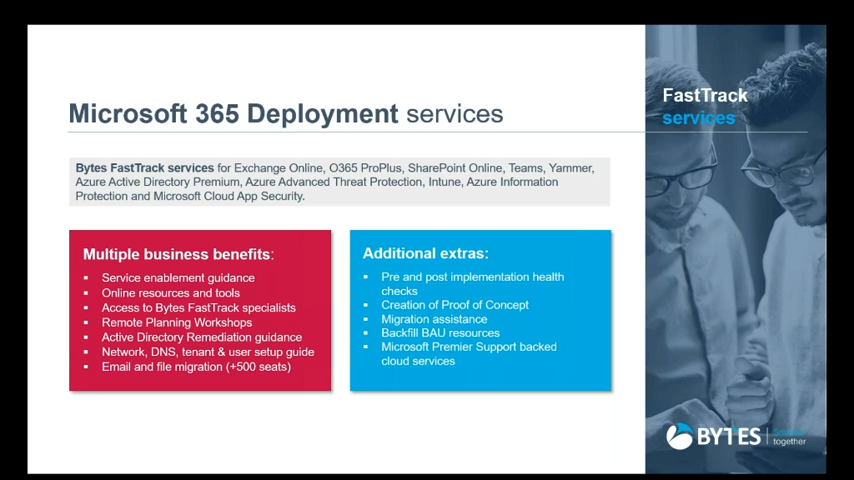 Microsoft 365 Deployment services
FastTrack
services
Bytes FastTrack services for Exchange Online, O365 ProPlus, SharePoint Online, Teams, Yammer,
Azure Active Directory Premium, Azure Advanced Threat Protection, Intune, Azure Information
Protection and Microsoft Cloud App Security.
Multiple business benefits:
▪ Service enablement guidance
▪ Online resources and tools
▪ Access to Bytes FastTrack specialists
▪ Remote Planning Workshops
▪ Active Directory Remediation guidance
▪ Network, DNS, tenant & user setup guide
▪ Email and file migration (+500 seats)
Additional extras:
▪ Pre and post implementation health
checks
▪ Creation of Proof of Concept
▪ Migration assistance
▪ Backfill BAU resources
▪ Microsoft Premier Support backed
cloud services
BYTES
together